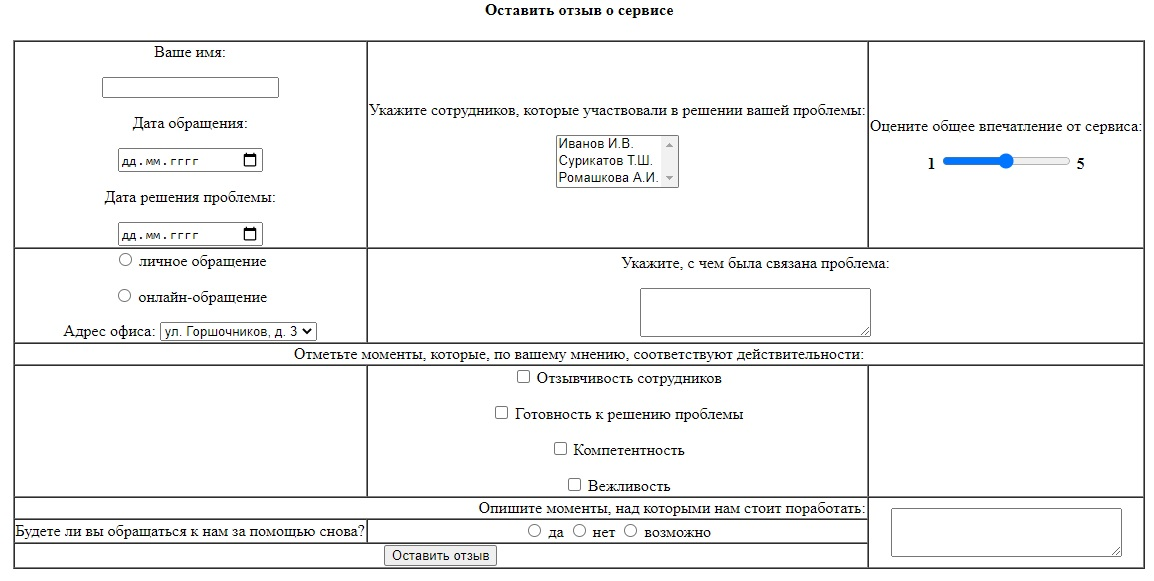 Оставить отзыв о сервисе
Ваше имя:
Дата обращения:
дд.мм.гггг
Дата решения проблемы:
дд.мм.гггг
Укажите сотрудников, которые участвовали в решении вашей проблемы:
Иванов И.В.
Сурикатов Т.Ш.
Ромашкова А.И.
Оцените общее впечатление от сервиса:
1 5
личное обращение
онлайн-обращение
Адрес офиса: ул. Горшочников, д. 3
Укажите, с чем была связана проблема:
Отметьте моменты, которые, по вашему мнению, соответствуют действительности:
Отзывчивость сотрудников
Готовность к решению проблемы
Компетентность
Вежливость
Опишите моменты, над которыми нам стоит поработать:
Будете ли вы обращаться к нам за помощью снова?
да нет возможно
Оставить отзыв